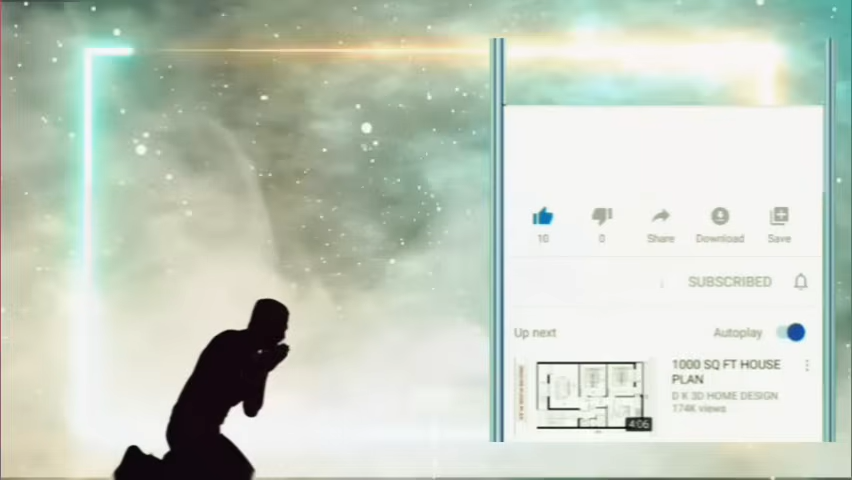 10
0
Share
Download
Save
SUBSCRIBED
Up next
Autoplay
1000 SQ FT HOUSE
PLAN
D K 3D HOME DESIGN
174K views
4:06